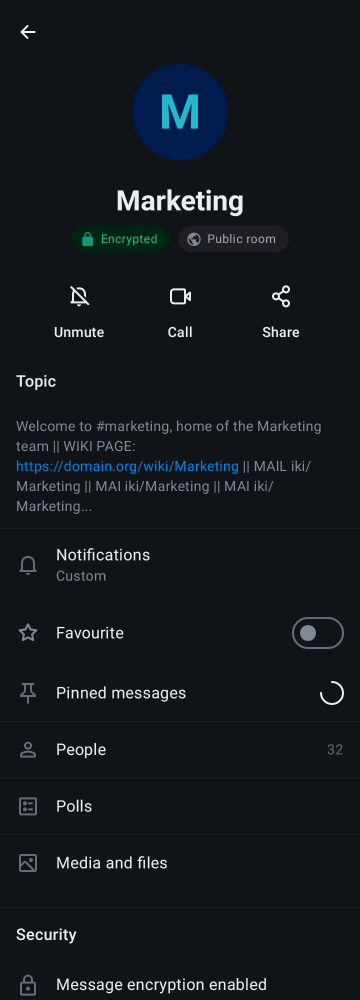 M
Marketing
Encrypted
Public room
Unmute
Call
Share
Topic
Welcome to #marketing, home of the Marketing
team || WIKI PAGE:
https://domain.org/wiki/Marketing || MAIL iki/
Marketing || MAI iki/Marketing || MAI iki/
Marketing...
Notifications
Custom
Favourite
Pinned messages
People 32
Polls
Media and files
Security
Message encryption enabled